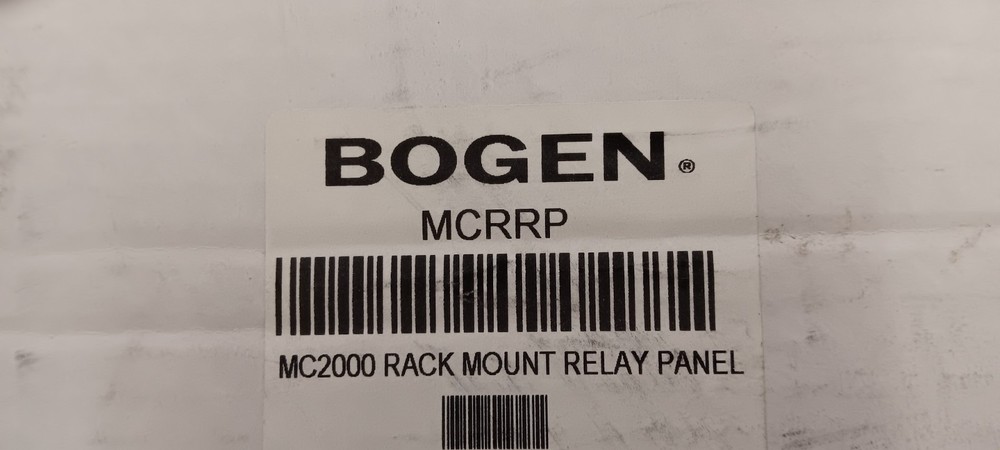 BOGEN®
MCRRP
MC2000 RACK MOUNT RELAY PANEL